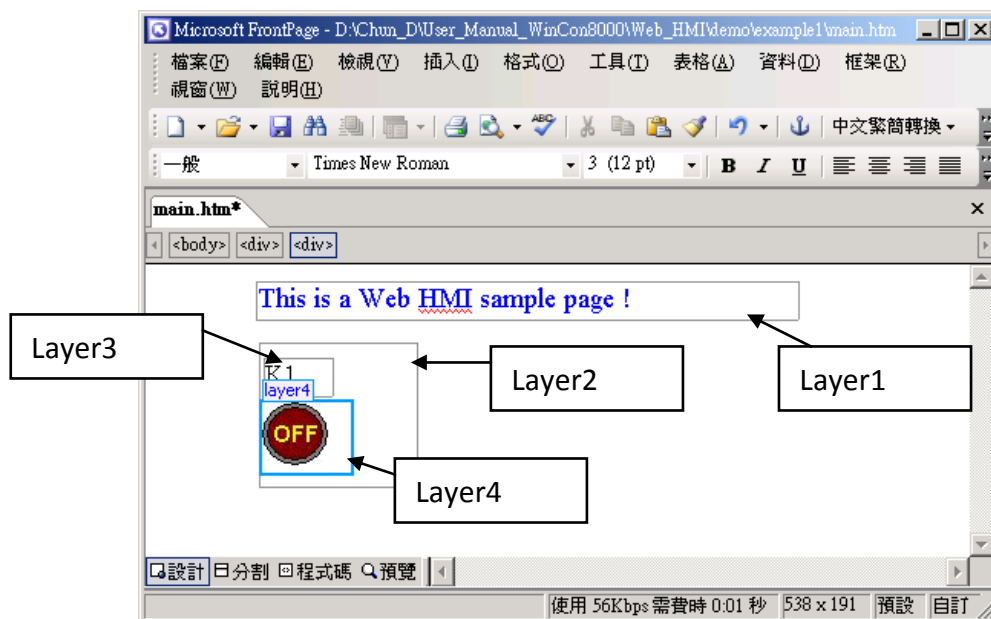 Microsoft FrontPage - D:\Chun_D\User_Manual_WinCon8000\Web_HMI\demo\example1\main.htm
檔案(F) 編輯(E) 檢視(V) 插入(I) 格式(O) 工具(T) 表格(A) 資料(D) 框架(R)
視窗(W) 說明(H)
ABC 中文繁簡轉換
一般 Times New Roman 3 (12 pt) B I U
main.htm*
<body> <div> <div>
This is a Web HMI sample page !
Layer3
Layer2
Layer1
K1
layer4
OFF
Layer4
設計 分割 程式碼 預覽
使用 56Kbps 需費時 0:01 秒 538 x 191 預設 自訂